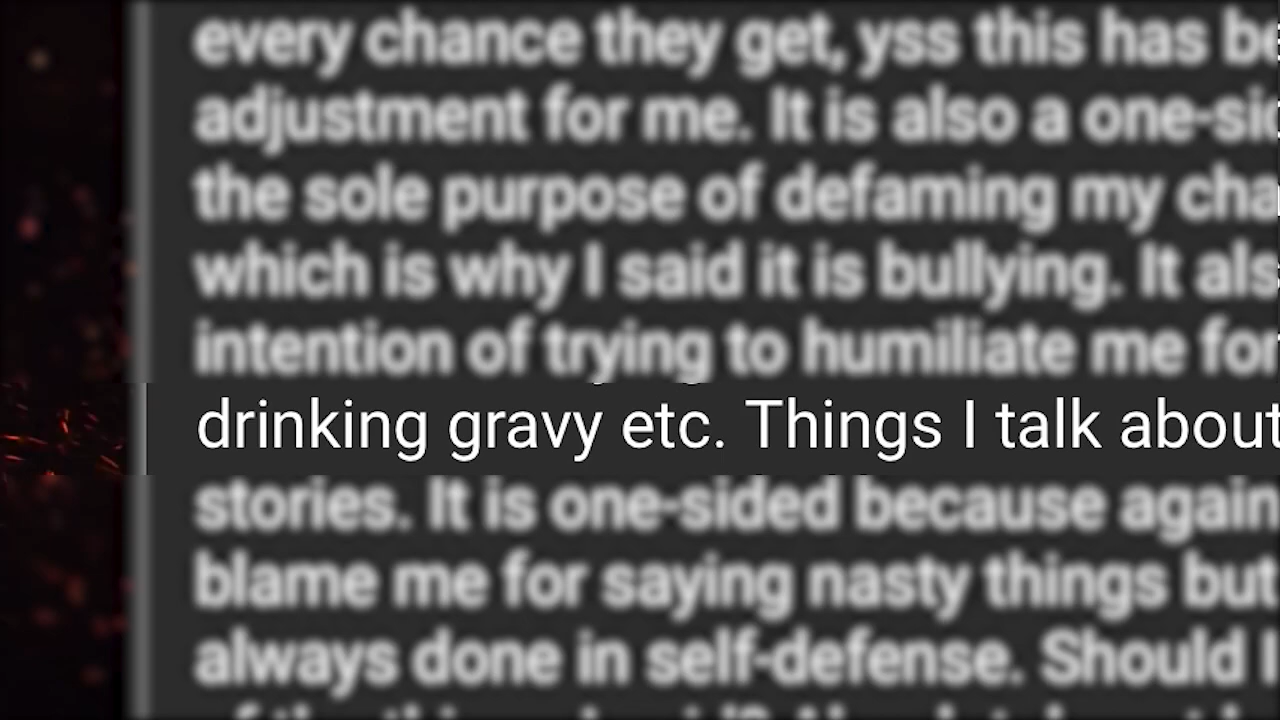 every chance they get, yss this has be
adjustment for me. It is also a one-sid
the sole purpose of defaming my cha
which is why I said it is bullying. It als
intention of trying to humiliate me for
drinking gravy etc. Things I talk about
stories. It is one-sided because again
blame me for saying nasty things but
always done in self-defense. Should I